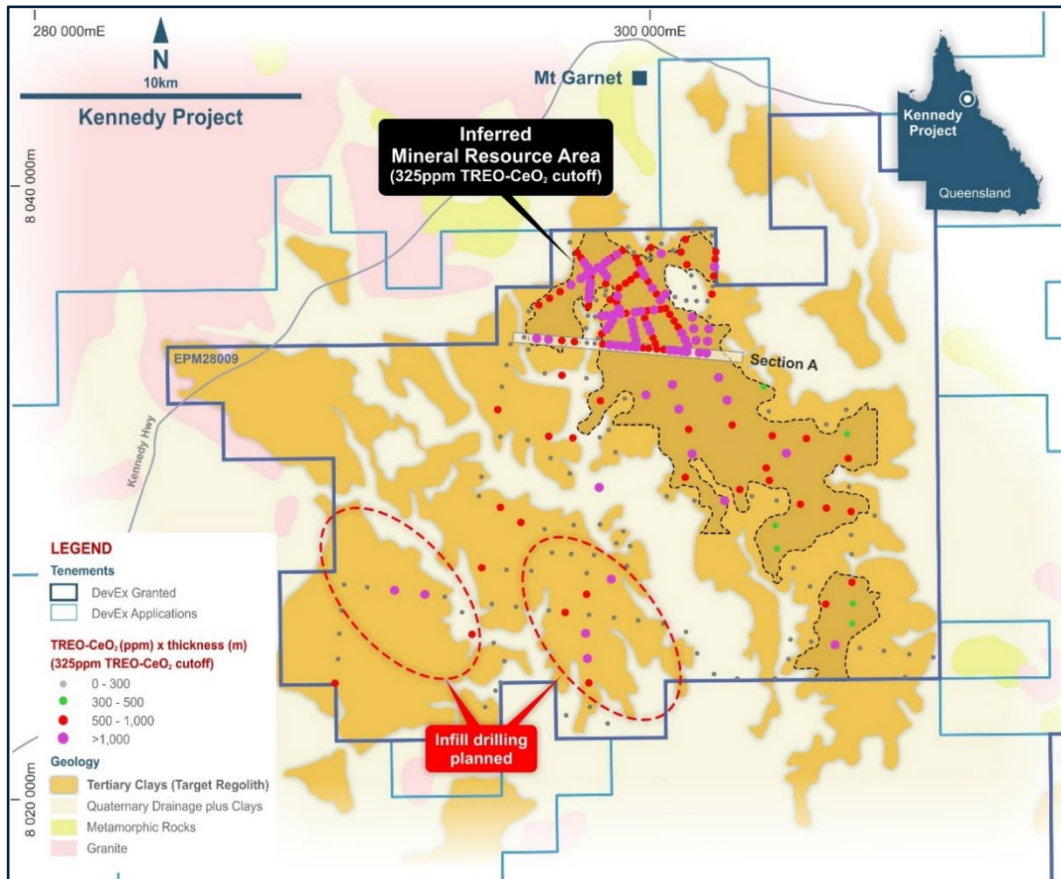 280 000mE
300 000mE
N
10km
Kennedy Project
Mt Garnet
Kennedy
Project
Queensland
Inferred
Mineral Resource Area
(325ppm TREO-CeO₂ cutoff)
8 040 000m
EPM28009
Section A
Kennedy Hwy
LEGEND
Tenements
DevEx Granted
DevEx Applications
TREO-CeO₂ (ppm) x thickness (m)
(325ppm TREO-CeO₂ cutoff)
0 - 300
300 - 500
500 - 1,000
>1,000
Geology
Tertiary Clays (Target Regolith)
Quaternary Drainage plus Clays
Metamorphic Rocks
Granite
Infill drilling
planned
8 020 000m